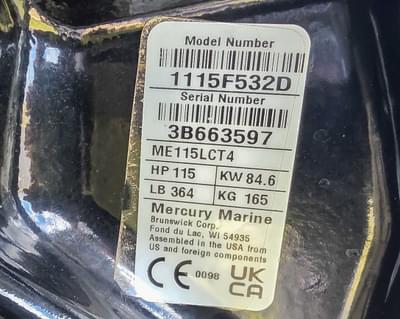 Model Number
1115F532D
Serial Number
3B663597
ME115LCT4
HP 115 KW 84.6
LB 364 KG 165
Mercury Marine
Brunswick Corp.
Fond du Lac, WI 54935
Assembled in the USA from
US and foreign components
CE 0098 UK
CA